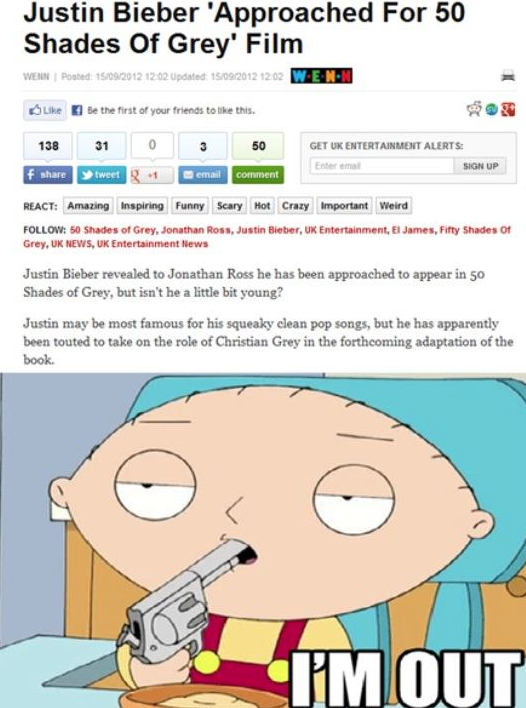 Justin Bieber 'Approached For 50
Shades Of Grey' Film
WENN | Posted: 15/09/2012 12:02 Updated: 15/09/2012 12:02 W·E·N·N
Like f Be the first of your friends to like this.
138 31 0 3 50
f share tweet g +1 email comment
GET UK ENTERTAINMENT ALERTS:
Enter email SIGN UP
REACT: Amazing Inspiring Funny Scary Hot Crazy Important Weird
FOLLOW: 50 Shades of Grey, Jonathan Ross, Justin Bieber, UK Entertainment, El James, Fifty Shades Of
Grey, UK NEWS, UK Entertainment News
Justin Bieber revealed to Jonathan Ross he has been approached to appear in 50
Shades of Grey, but isn't he a little bit young?
Justin may be most famous for his squeaky clean pop songs, but he has apparently
been touted to take on the role of Christian Grey in the forthcoming adaptation of the
book.
I'M OUT